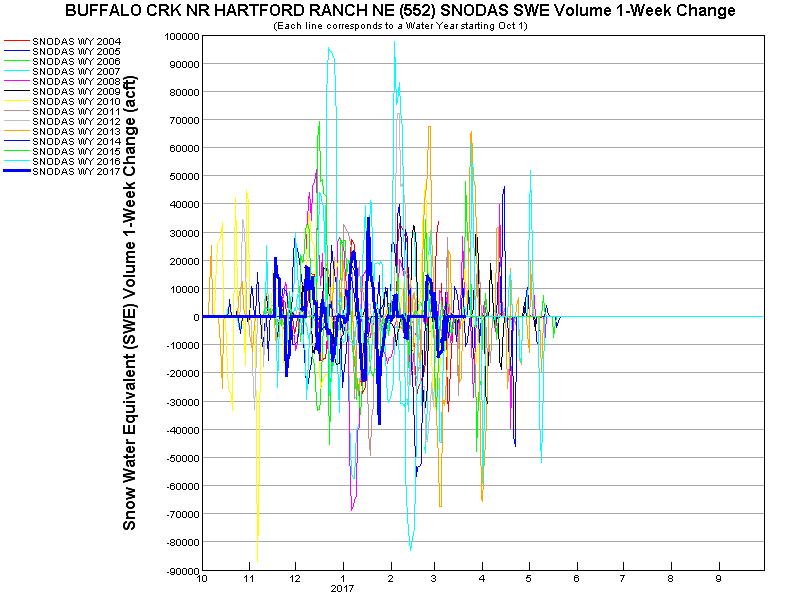 BUFFALO CRK NR HARTFORD RANCH NE (552) SNODAS SWE Volume 1-Week Change
(Each line corresponds to a Water Year starting Oct 1)
SNODAS WY 2004
SNODAS WY 2005
SNODAS WY 2006
SNODAS WY 2007
SNODAS WY 2008
SNODAS WY 2009
SNODAS WY 2010
SNODAS WY 2011
SNODAS WY 2012
SNODAS WY 2013
SNODAS WY 2014
SNODAS WY 2015
SNODAS WY 2016
SNODAS WY 2017
Snow Water Equivalent (SWE) Volume 1-Week Change (acft)
100000
90000
80000
70000
60000
50000
40000
30000
20000
10000
0
-10000
-20000
-30000
-40000
-50000
-60000
-70000
-80000
-90000
10 11 12 1 2 3 4 5 6 7 8 9
2017